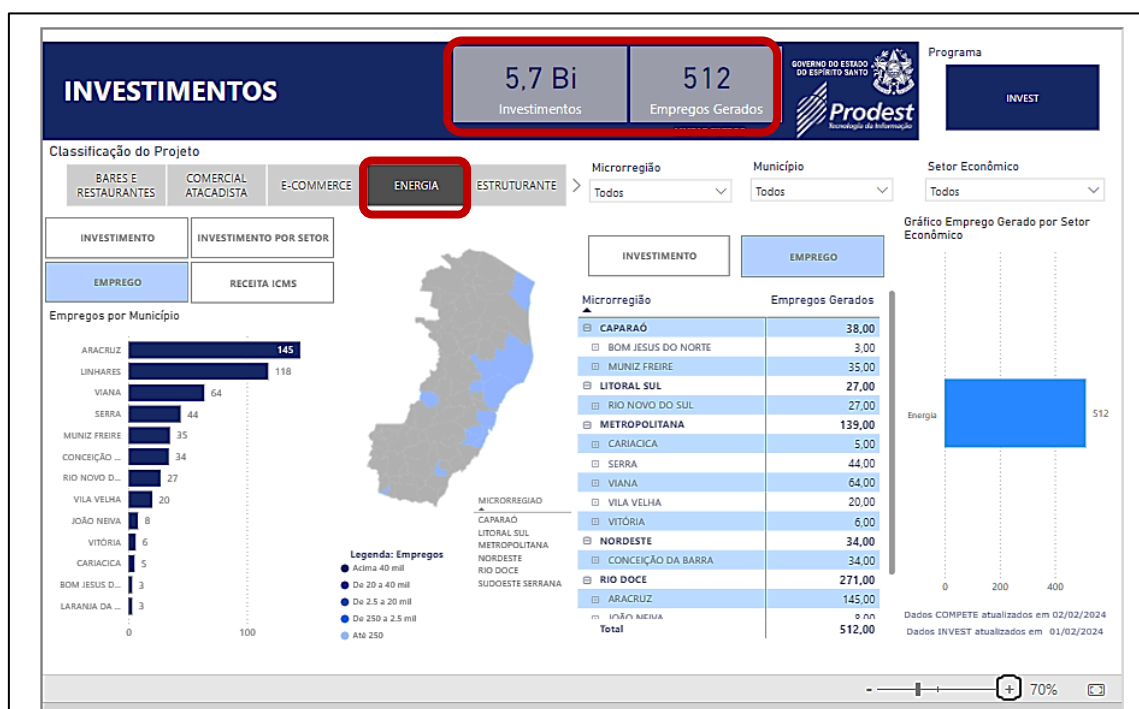 INVESTIMENTOS
5,7 Bi
Investimentos
512
Empregos Gerados
GOVERNO DO ESTADO
DO ESPÍRITO SANTO
Prodest
Tecnologia da Informação
Programa
INVEST
Classificação do Projeto
BARES E
RESTAURANTES
COMERCIAL
ATACADISTA
E-COMMERCE
ENERGIA
ESTRUTURANTE
Microrregião
Todos
Município
Todos
Setor Econômico
Todos
INVESTIMENTO
INVESTIMENTO POR SETOR
EMPREGO
RECEITA ICMS
Empregos por Município
ARACRUZ 145
LINHARES 118
VIANA 64
SERRA 44
MUNIZ FREIRE 35
CONCEIÇÃO ... 34
RIO NOVO D... 27
VILA VELHA 20
JOÃO NEIVA 8
VITÓRIA 6
CARIACICA 5
BOM JESUS D... 3
LARANJA DA ... 3
0 100
Legenda: Empregos
Acima 40 mil
De 20 a 40 mil
De 2.5 a 20 mil
De 250 a 2.5 mil
Até 250
MICRORREGIAO
CAPARAÓ
LITORAL SUL
METROPOLITANA
NORDESTE
RIO DOCE
SUDOESTE SERRANA
INVESTIMENTO
EMPREGO
Microrregião Empregos Gerados
CAPARAÓ 38,00
BOM JESUS DO NORTE 3,00
MUNIZ FREIRE 35,00
LITORAL SUL 27,00
RIO NOVO DO SUL 27,00
METROPOLITANA 139,00
CARIACICA 5,00
SERRA 44,00
VIANA 64,00
VILA VELHA 20,00
VITÓRIA 6,00
NORDESTE 34,00
CONCEIÇÃO DA BARRA 34,00
RIO DOCE 271,00
ARACRUZ 145,00
JOÃO NEIVA 8,00
Total 512,00
Gráfico Emprego Gerado por Setor
Econômico
Energia 512
0 200 400
Dados COMPETE atualizados em 02/02/2024
Dados INVEST atualizados em 01/02/2024
- + 70%